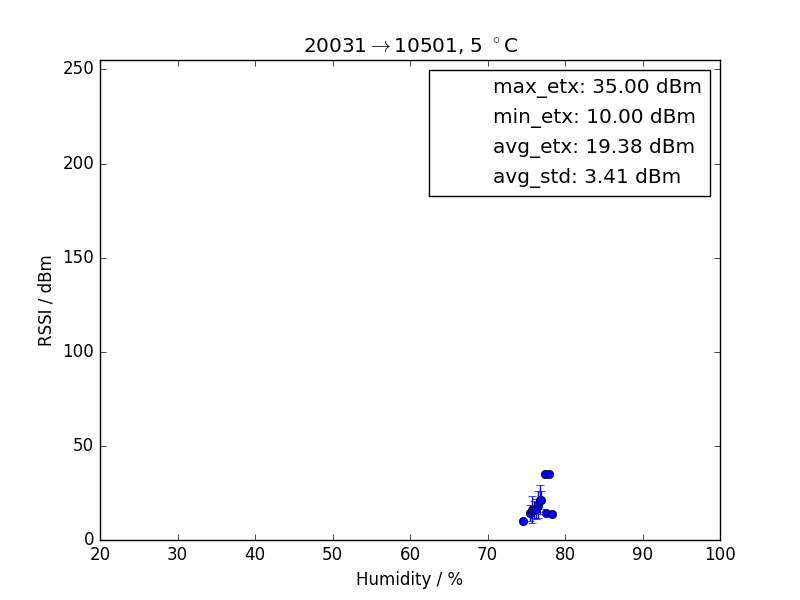 20031→10501, 5 °C
max_etx: 35.00 dBm
min_etx: 10.00 dBm
avg_etx: 19.38 dBm
avg_std: 3.41 dBm
RSSI / dBm
250
200
150
100
50
0
20 30 40 50 60 70 80 90 100
Humidity / %